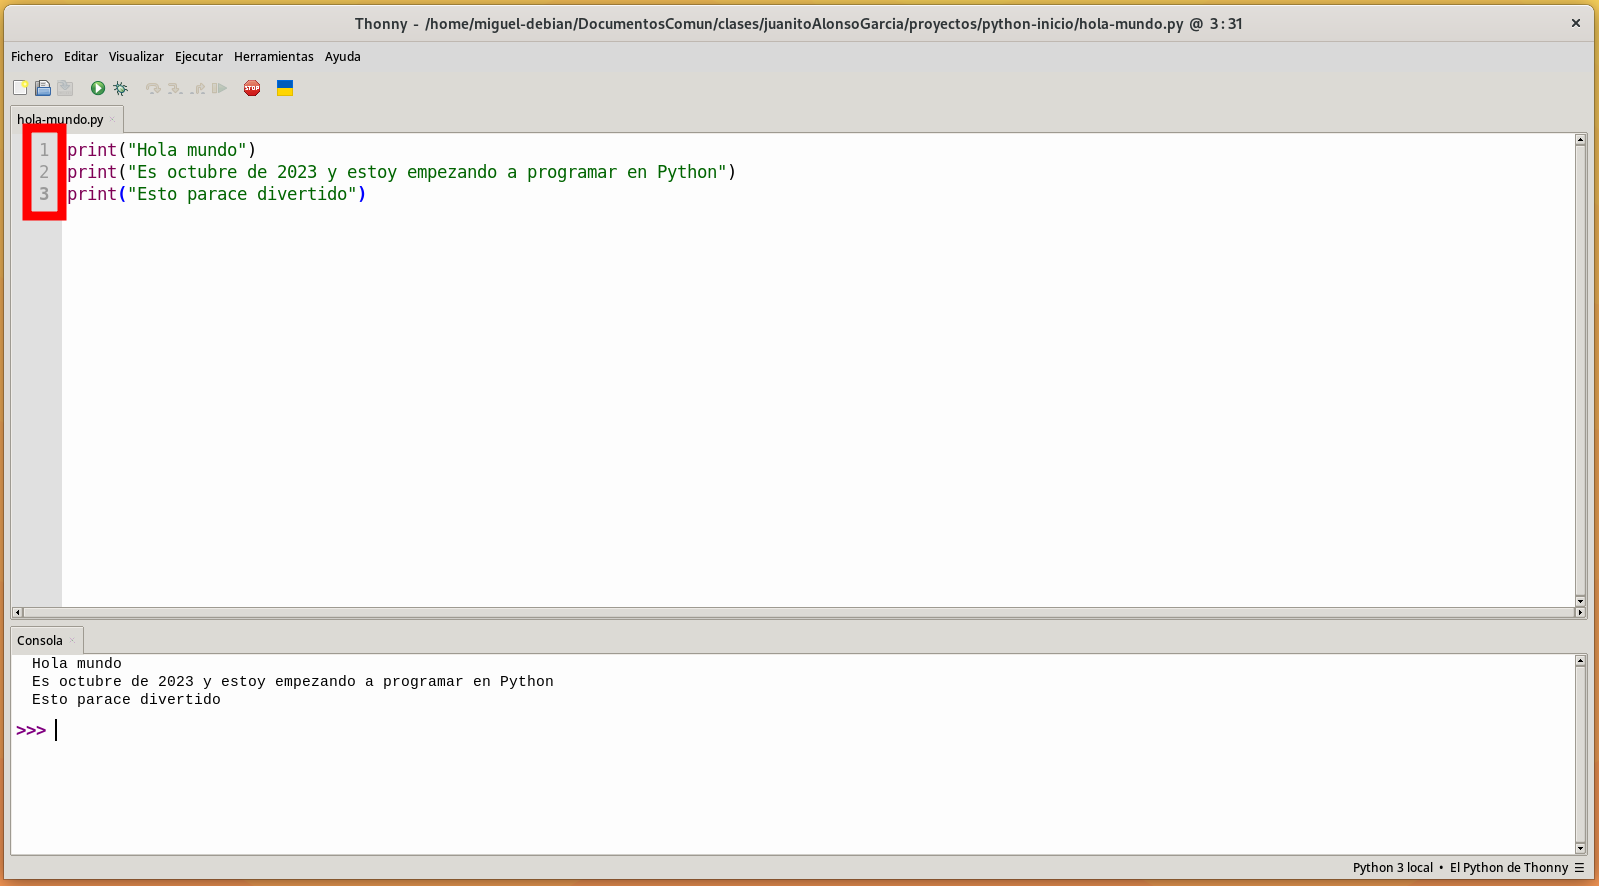 Thonny - /home/miguel-debian/DocumentosComun/clases/juanitoAlonsoGarcia/proyectos/python-inicio/hola-mundo.py @ 3:31
Fichero Editar Visualizar Ejecutar Herramientas Ayuda
STOP
hola-mundo.py
1 print("Hola mundo")
2 print("Es octubre de 2023 y estoy empezando a programar en Python")
3 print("Esto parace divertido")
Consola
Hola mundo
Es octubre de 2023 y estoy empezando a programar en Python
Esto parace divertido
>>>
Python 3 local • El Python de Thonny ☰